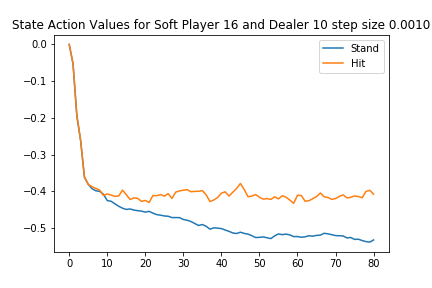 State Action Values for Soft Player 16 and Dealer 10 step size 0.0010
0.0
−0.1
−0.2
−0.3
−0.4
−0.5
Stand
Hit
0 10 20 30 40 50 60 70 80